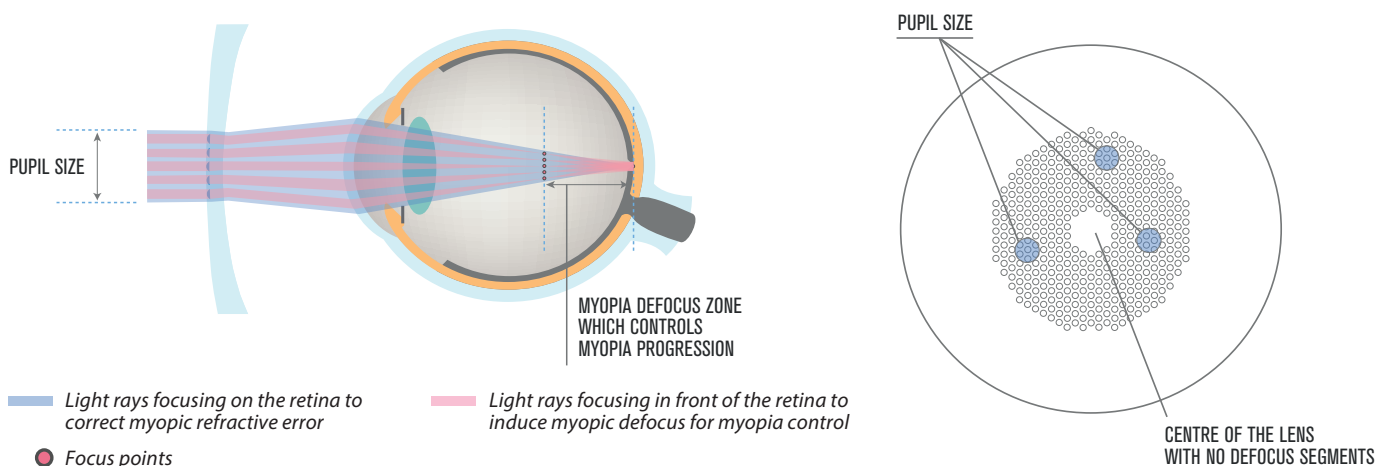 PUPIL SIZE
MYOPIA DEFOCUS ZONE
WHICH CONTROLS
MYOPIA PROGRESSION
Light rays focusing on the retina to
correct myopic refractive error
Light rays focusing in front of the retina to
induce myopic defocus for myopia control
Focus points
PUPIL SIZE
CENTRE OF THE LENS
WITH NO DEFOCUS SEGMENTS